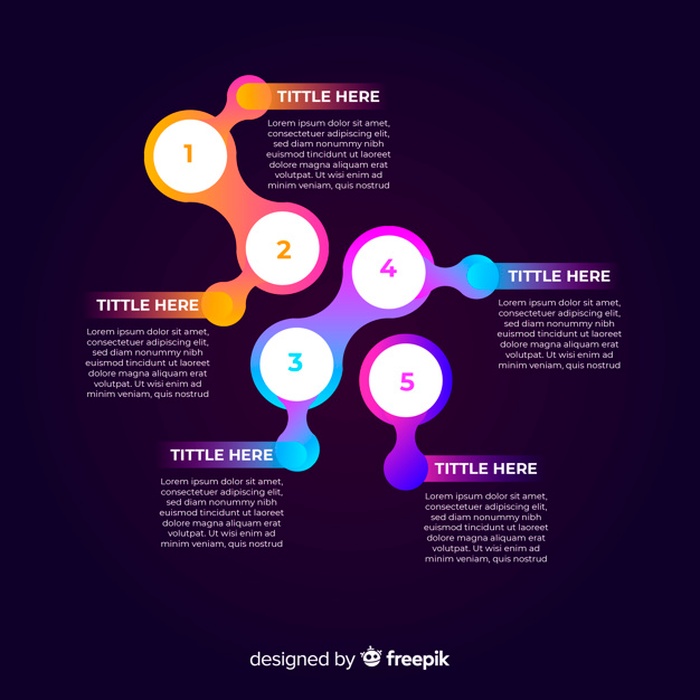 1
TITTLE HERE
Lorem ipsum dolor sit amet,
consectetuer adipiscing elit,
sed diam nonummy nibh
euismod tincidunt ut laoreet
dolore magna aliquam erat
volutpat. Ut wisi enim ad
minim veniam, quis nostrud
2
TITTLE HERE
Lorem ipsum dolor sit amet,
consectetuer adipiscing elit,
sed diam nonummy nibh
euismod tincidunt ut laoreet
dolore magna aliquam erat
volutpat. Ut wisi enim ad
minim veniam, quis nostrud
3
TITTLE HERE
Lorem ipsum dolor sit amet,
consectetuer adipiscing elit,
sed diam nonummy nibh
euismod tincidunt ut laoreet
dolore magna aliquam erat
volutpat. Ut wisi enim ad
minim veniam, quis nostrud
4
TITTLE HERE
Lorem ipsum dolor sit amet,
consectetuer adipiscing elit,
sed diam nonummy nibh
euismod tincidunt ut laoreet
dolore magna aliquam erat
volutpat. Ut wisi enim ad
minim veniam, quis nostrud
5
TITTLE HERE
Lorem ipsum dolor sit amet,
consectetuer adipiscing elit,
sed diam nonummy nibh
euismod tincidunt ut laoreet
dolore magna aliquam erat
volutpat. Ut wisi enim ad
minim veniam, quis nostrud
designed by freepik